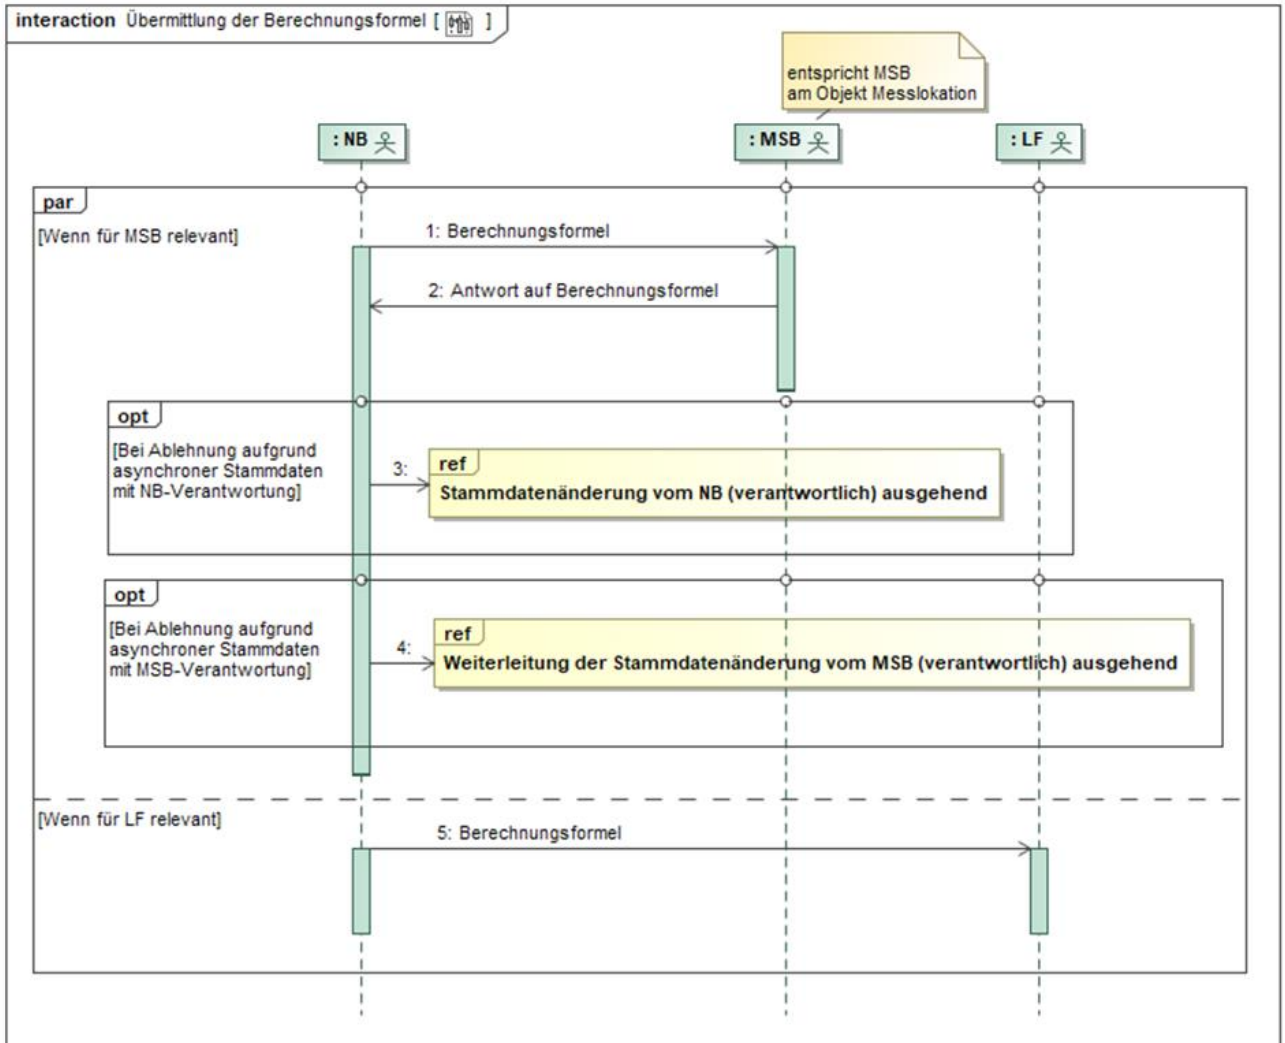 interaction Übermittlung der Berechnungsformel [ ]
entspricht MSB
am Objekt Messlokation
: NB
: MSB
: LF
par
[Wenn für MSB relevant]
1: Berechnungsformel
2: Antwort auf Berechnungsformel
opt
[Bei Ablehnung aufgrund
asynchroner Stammdaten
mit NB-Verantwortung]
3:
ref
Stammdatenänderung vom NB (verantwortlich) ausgehend
opt
[Bei Ablehnung aufgrund
asynchroner Stammdaten
mit MSB-Verantwortung]
4:
ref
Weiterleitung der Stammdatenänderung vom MSB (verantwortlich) ausgehend
[Wenn für LF relevant]
5: Berechnungsformel